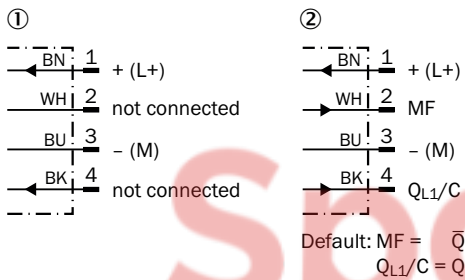 ①
BN 1 + (L+)
WH 2 not connected
BU 3 − (M)
BK 4 not connected
②
BN 1 + (L+)
WH 2 MF
BU 3 − (M)
BK 4 QL1/C
Default: MF = Q̅
QL1/C = Q
Spe